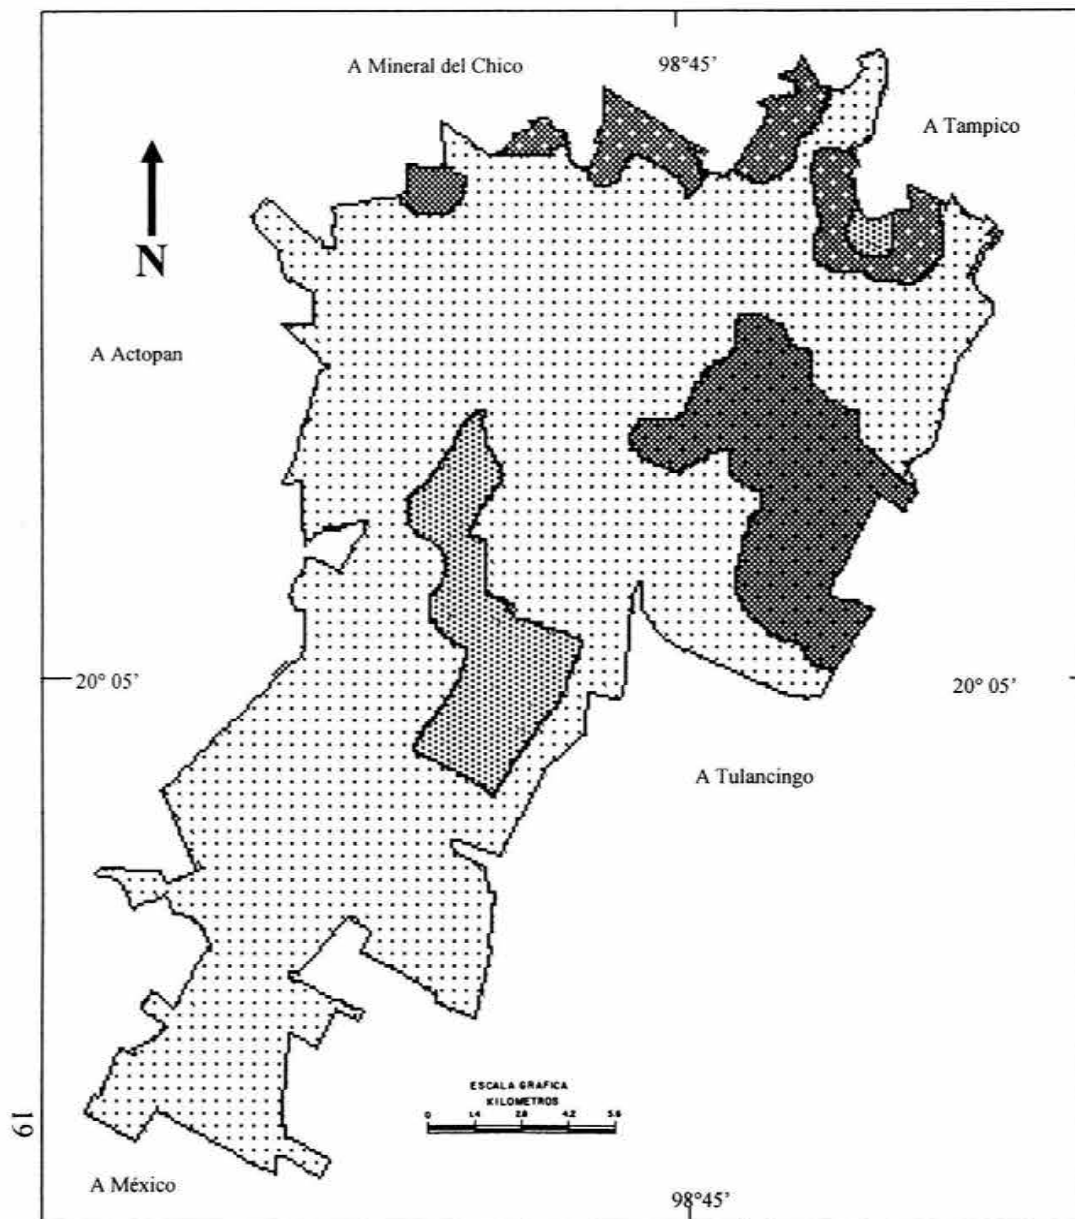 A Mineral del Chico
98°45'
A Tampico
N
A Actopan
20° 05'
20° 05'
A Tulancingo
ESCALA GRAFICA
KILOMETROS
0 1.4 2.8 4.2 5.6
19
A México
98°45'